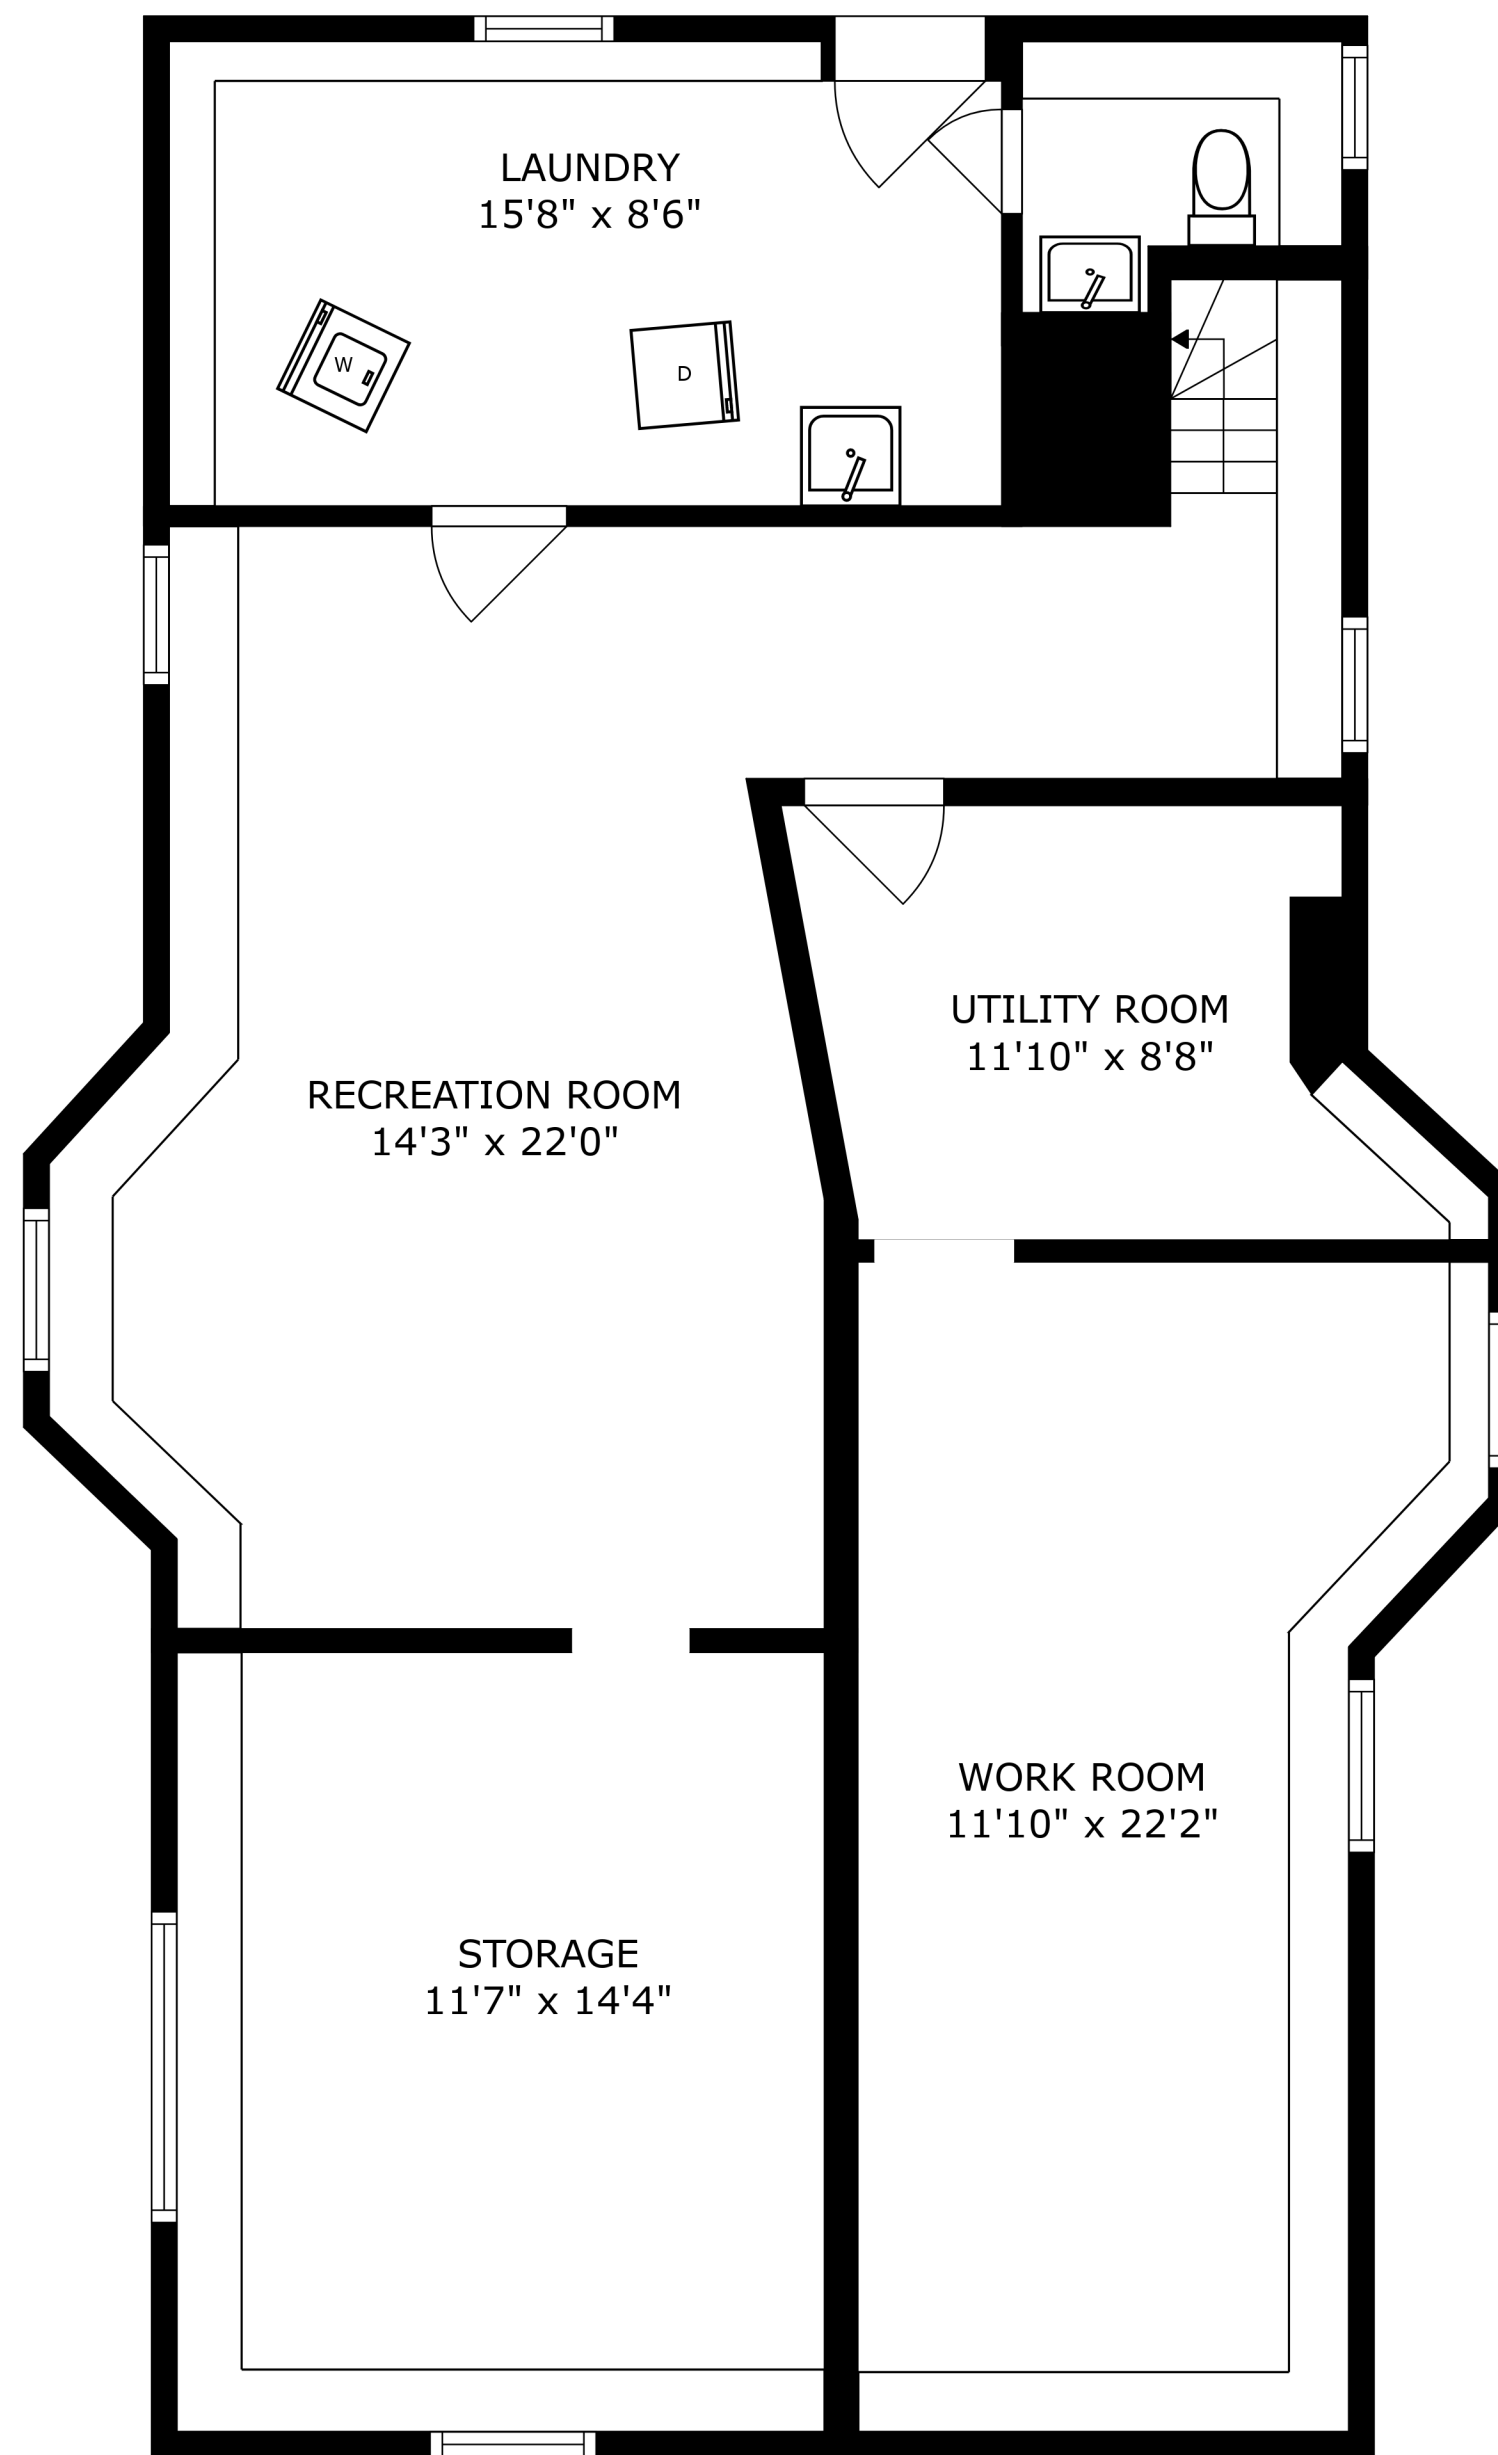 LAUNDRY
15'8" x 8'6"
W
D
UTILITY ROOM
11'10" x 8'8"
RECREATION ROOM
14'3" x 22'0"
WORK ROOM
11'10" x 22'2"
STORAGE
11'7" x 14'4"